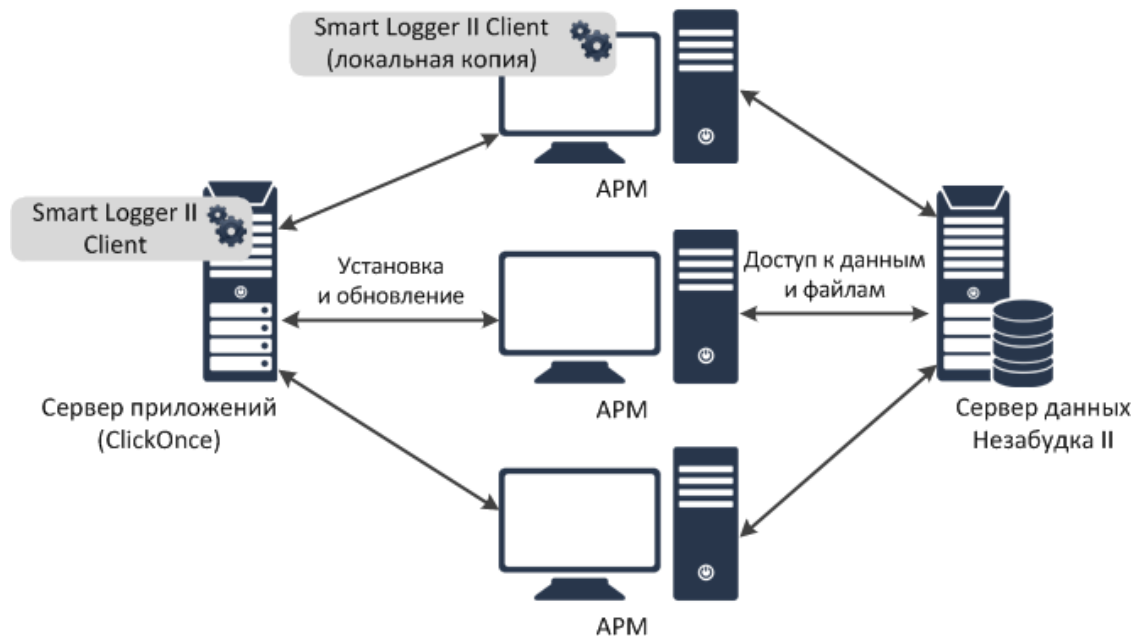 Smart Logger II Client
(локальная копия)
АРМ
Smart Logger II
Client
Установка
и обновление
Доступ к данным
и файлам
АРМ
Сервер приложений
(ClickOnce)
Сервер данных
Незабудка II
АРМ